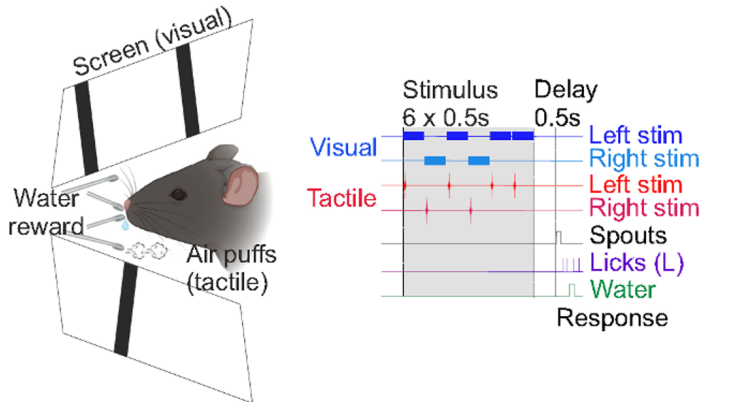 Screen (visual)
Water
reward
Air puffs
(tactile)
Stimulus
6 x 0.5s
Delay
0.5s
Visual
Left stim
Right stim
Tactile
Left stim
Right stim
Spouts
Licks (L)
Water
Response